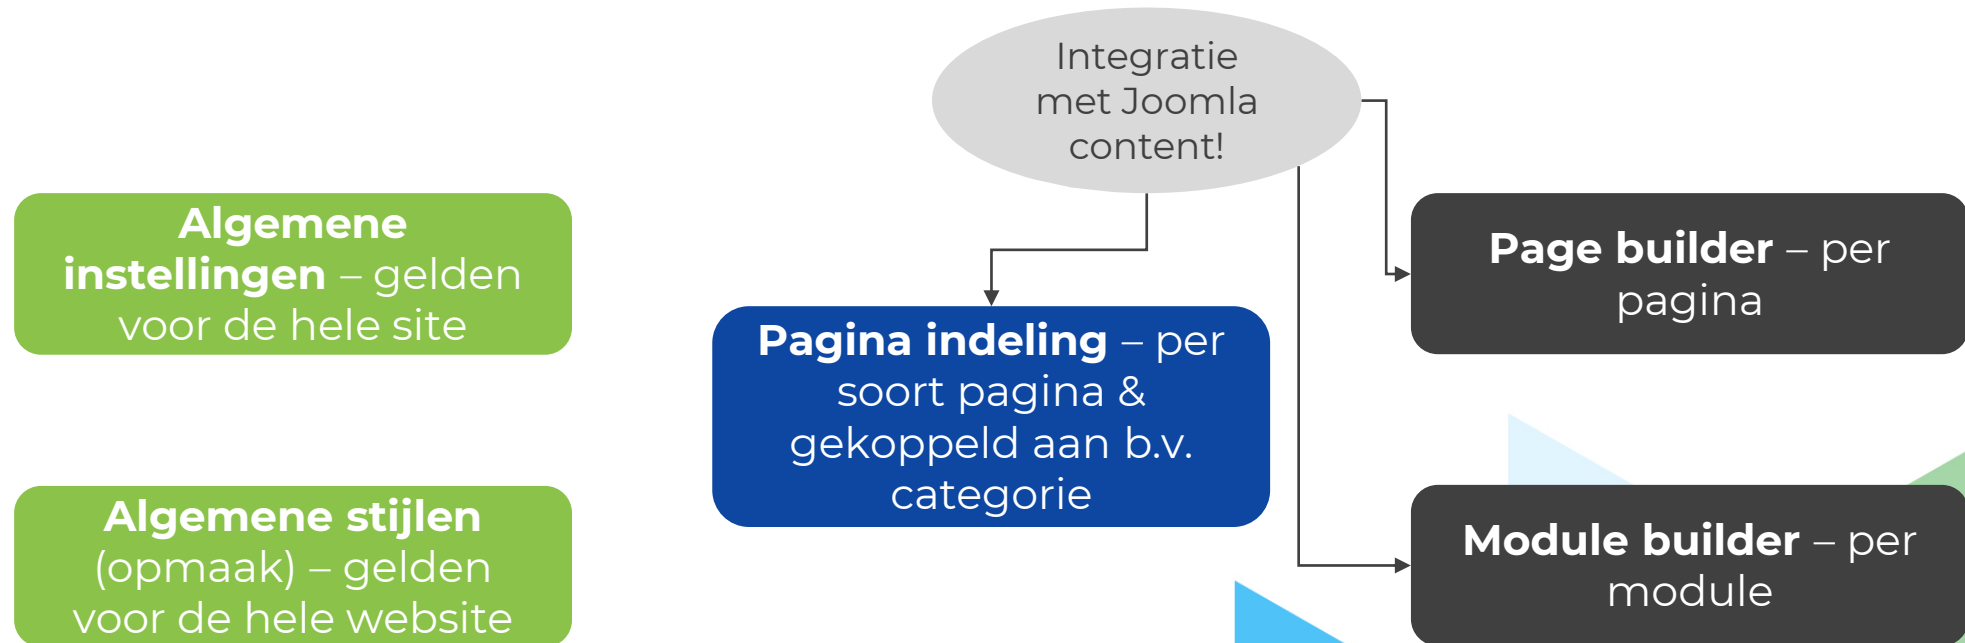 Integratie
met Joomla
content!
Algemene
instellingen – gelden
voor de hele site
Page builder – per
pagina
Pagina indeling – per
soort pagina &
gekoppeld aan b.v.
categorie
Algemene stijlen
(opmaak) – gelden
voor de hele website
Module builder – per
module